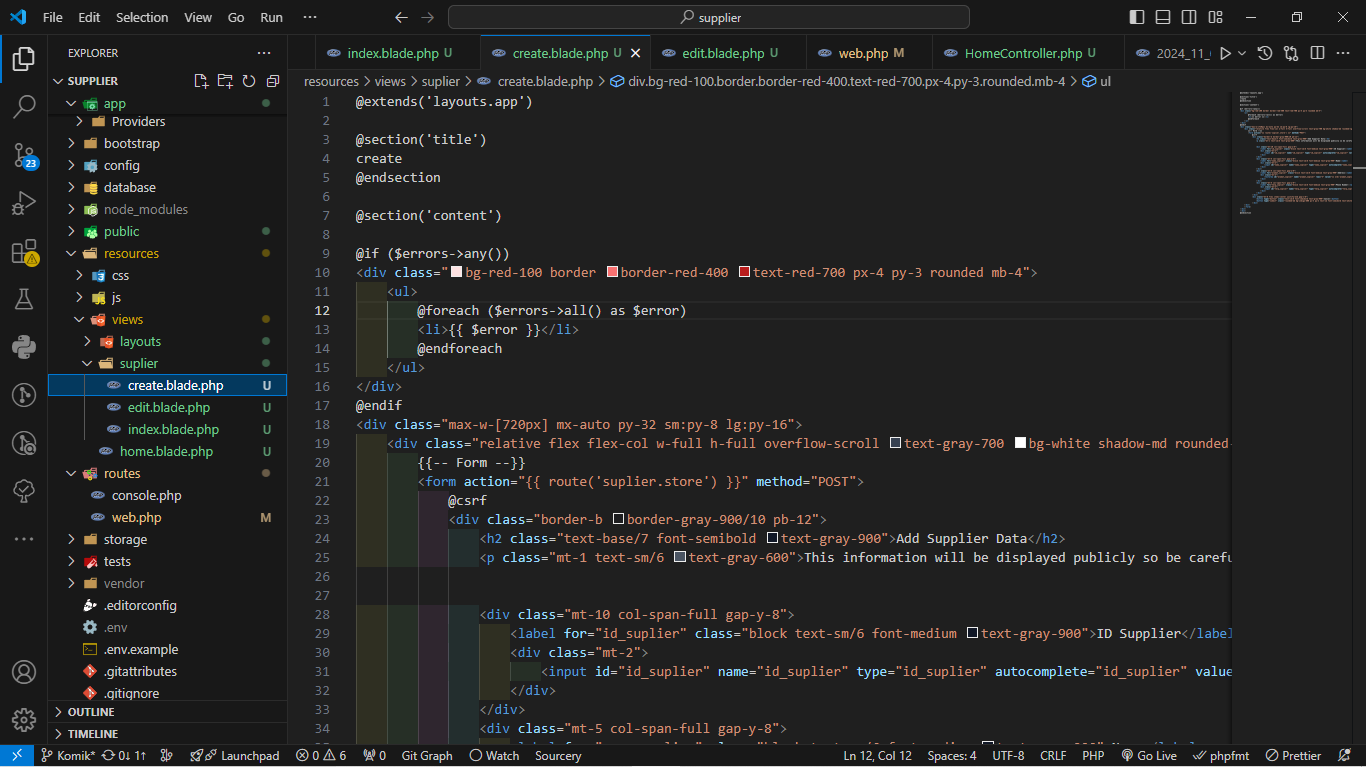 File Edit Selection View Go Run ··· supplier
EXPLORER ···
index.blade.php U create.blade.php U edit.blade.php U web.php M HomeController.php U 2024_11_
resources > views > suplier > create.blade.php > div.bg-red-100.border.border-red-400.text-red-700.px-4.py-3.rounded.mb-4 > ul
SUPPLIER
app
Providers
bootstrap
config
database
node_modules
public
resources
css
js
views
layouts
suplier
create.blade.php U
edit.blade.php U
index.blade.php U
home.blade.php U
routes
console.php
web.php M
storage
tests
vendor
.editorconfig
.env
.env.example
.gitattributes
.gitignore
OUTLINE
TIMELINE
23
1 @extends('layouts.app')
2
3 @section('title')
4 create
5 @endsection
6
7 @section('content')
8
9 @if ($errors->any())
10 <div class="bg-red-100 border border-red-400 text-red-700 px-4 py-3 rounded mb-4">
11 <ul>
12 @foreach ($errors->all() as $error)
13 <li>{{ $error }}</li>
14 @endforeach
15 </ul>
16 </div>
17 @endif
18 <div class="max-w-[720px] mx-auto py-32 sm:py-8 lg:py-16">
19 <div class="relative flex flex-col w-full h-full overflow-scroll text-gray-700 bg-white shadow-md rounded
20 {{-- Form --}}
21 <form action="{{ route('suplier.store') }}" method="POST">
22 @csrf
23 <div class="border-b border-gray-900/10 pb-12">
24 <h2 class="text-base/7 font-semibold text-gray-900">Add Supplier Data</h2>
25 <p class="mt-1 text-sm/6 text-gray-600">This information will be displayed publicly so be carefu
26
27
28 <div class="mt-10 col-span-full gap-y-8">
29 <label for="id_suplier" class="block text-sm/6 font-medium text-gray-900">ID Supplier</label
30 <div class="mt-2">
31 <input id="id_suplier" name="id_suplier" type="id_suplier" autocomplete="id_suplier" value
32 </div>
33 </div>
34 <div class="mt-5 col-span-full gap-y-8">
Komik* 0↓ 1↑ Launchpad 0 6 0 Git Graph Watch Sourcery Ln 12, Col 12 Spaces: 4 UTF-8 CRLF PHP Go Live phpfmt Prettier